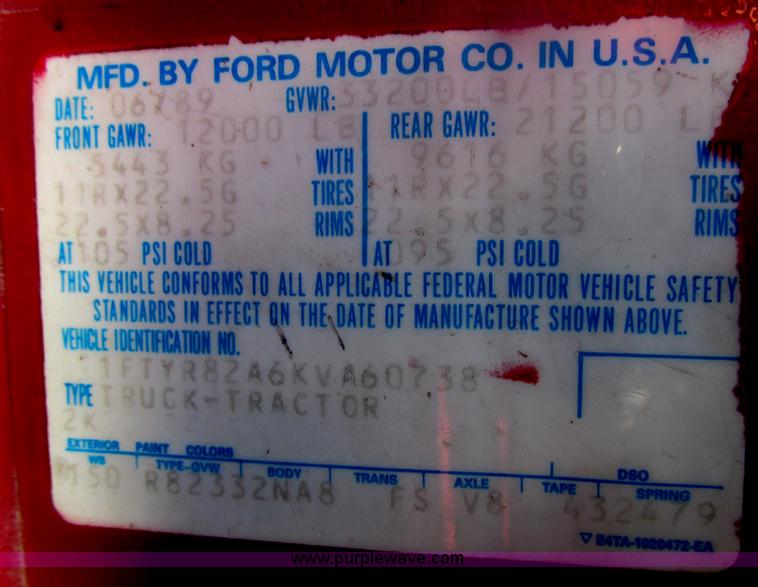 MFD. BY FORD MOTOR CO. IN U.S.A.
DATE: 06/89 GVWR: 33200LB/15059 K
FRONT GAWR: 12000 LB REAR GAWR: 21200 LB
5443 KG WITH 9616 KG WITH
11RX22.5G TIRES 11RX22.5G TIRES
22.5X8.25 RIMS 22.5X8.25 RIMS
AT 105 PSI COLD AT 095 PSI COLD
THIS VEHICLE CONFORMS TO ALL APPLICABLE FEDERAL MOTOR VEHICLE SAFETY
STANDARDS IN EFFECT ON THE DATE OF MANUFACTURE SHOWN ABOVE.
VEHICLE IDENTIFICATION NO.
1FTYR82A6KVA60738
TYPE TRUCK-TRACTOR
2K
EXTERIOR PAINT COLORS DSO
WB TYPE-GVW BODY TRANS AXLE TAPE SPRING
150 R82332NA8 FS V8 432479
▽ E4TA-1020472-EA
www.purplewave.com